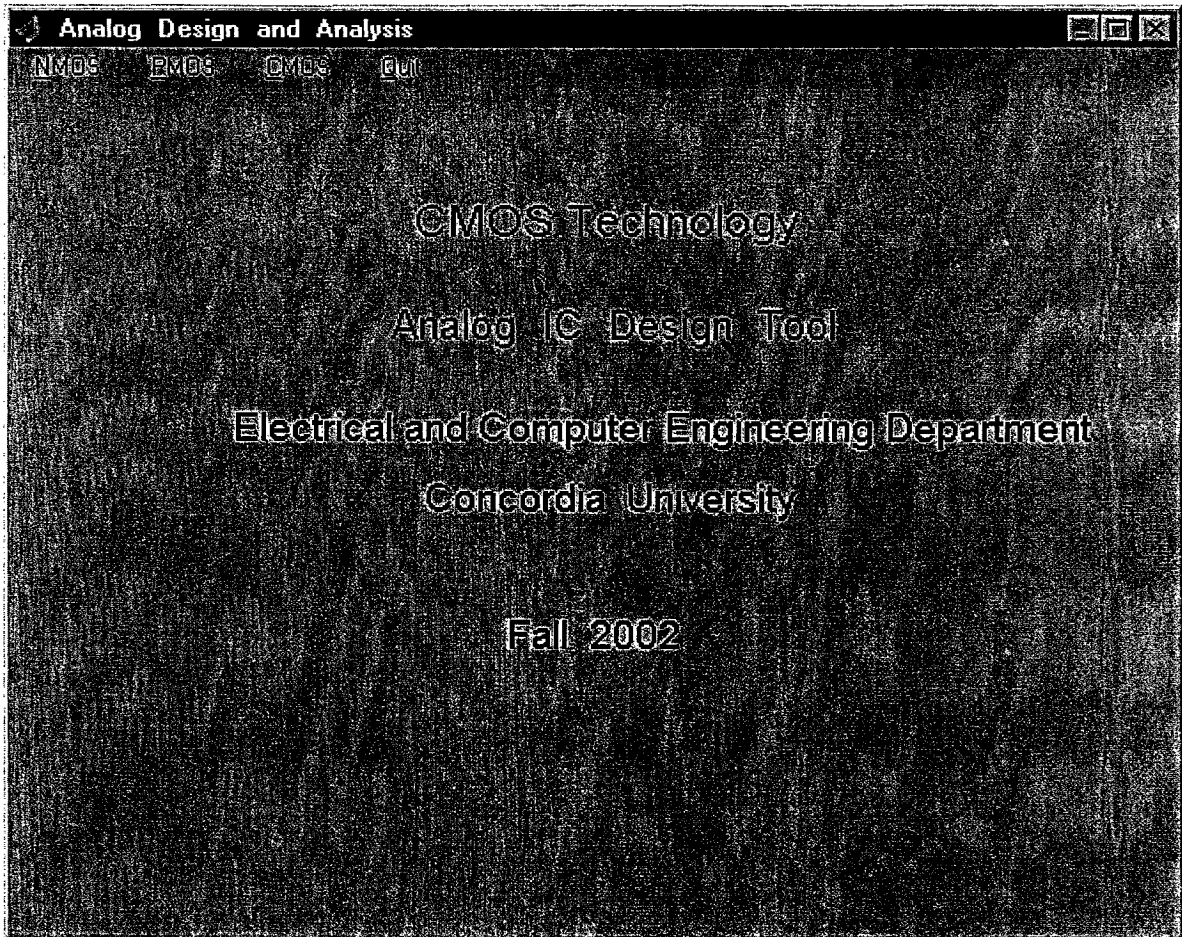 Analog Design and Analysis
NMOS PMOS CMOS Quit
CMOS Technology
Analog IC Design Tool
Electrical and Computer Engineering Department
Concordia University
Fall 2002